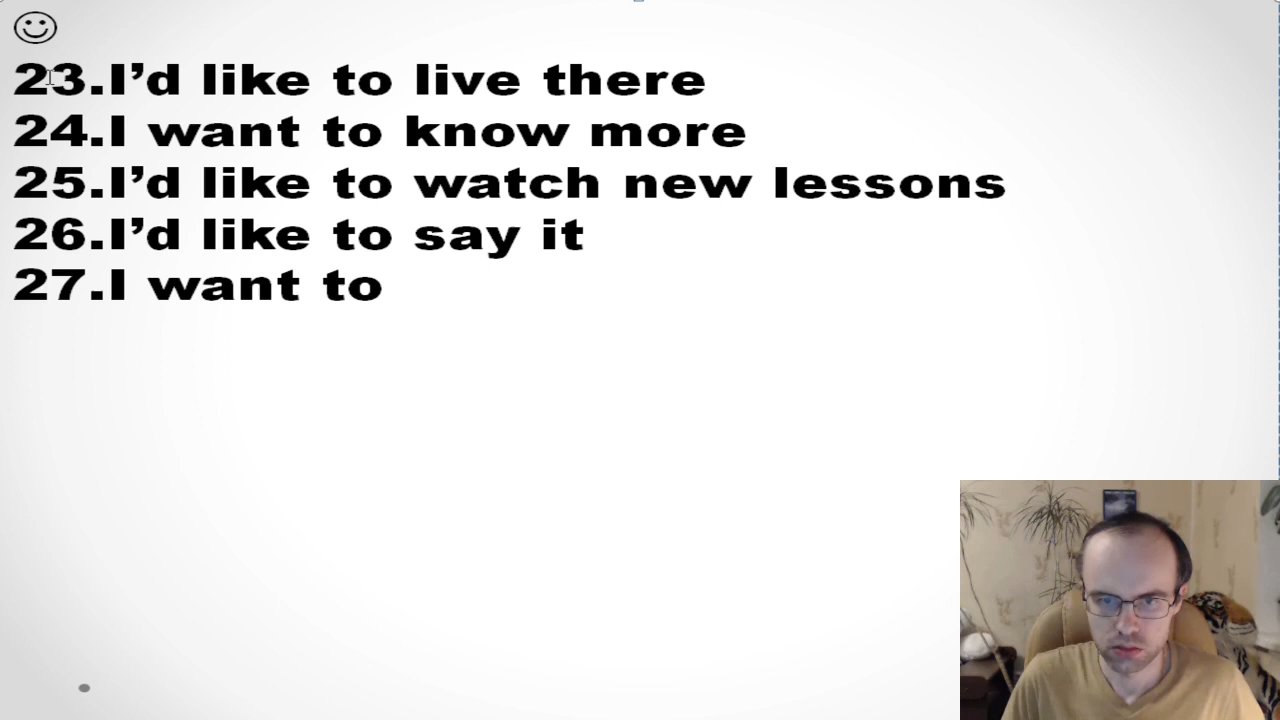 23.I’d like to live there
24.I want to know more
25.I’d like to watch new lessons
26.I’d like to say it
27.I want to